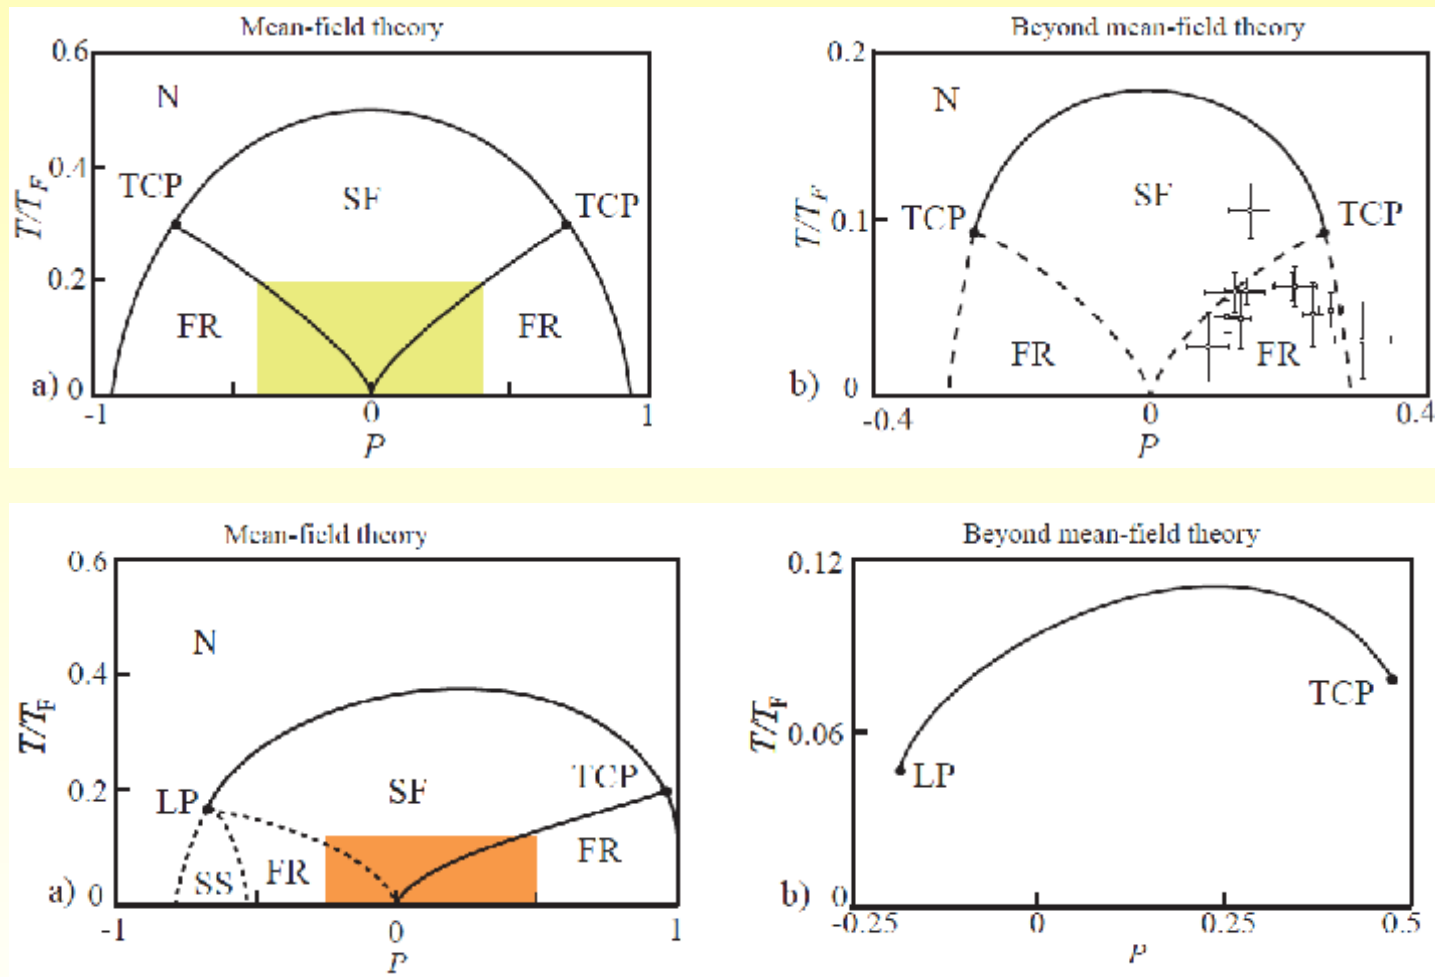 Mean-field theory
0.6
N
0.4
TCP
SF
TCP
T/T_F
0.2
FR
FR
a) 0
-1
0
1
P
Beyond mean-field theory
0.2
N
SF
TCP
TCP
T/T_F
0.1
FR
FR
b) 0
-0.4
0
0.4
P
Mean-field theory
0.6
N
0.4
T/T_F
TCP
0.2
LP
SF
FR
FR
SS
a) 0
-1
0
1
P
Beyond mean-field theory
0.12
TCP
T/T_F
0.06
LP
b) 0
-0.25
0
0.25
0.5
P